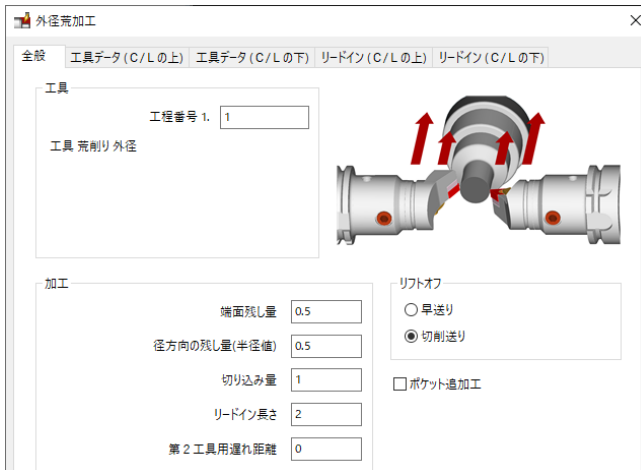 外径荒加工
全般 工具データ(C/Lの上) 工具データ(C/Lの下) リードイン(C/Lの上) リードイン(C/Lの下)
工具
工程番号 1. 1
工具 荒削り 外径
加工
端面残し量 0.5
径方向の残し量(半径値) 0.5
切り込み量 1
リードイン長さ 2
第2工具用遅れ距離 0
リフトオフ
早送り
切削送り
ポケット追加工